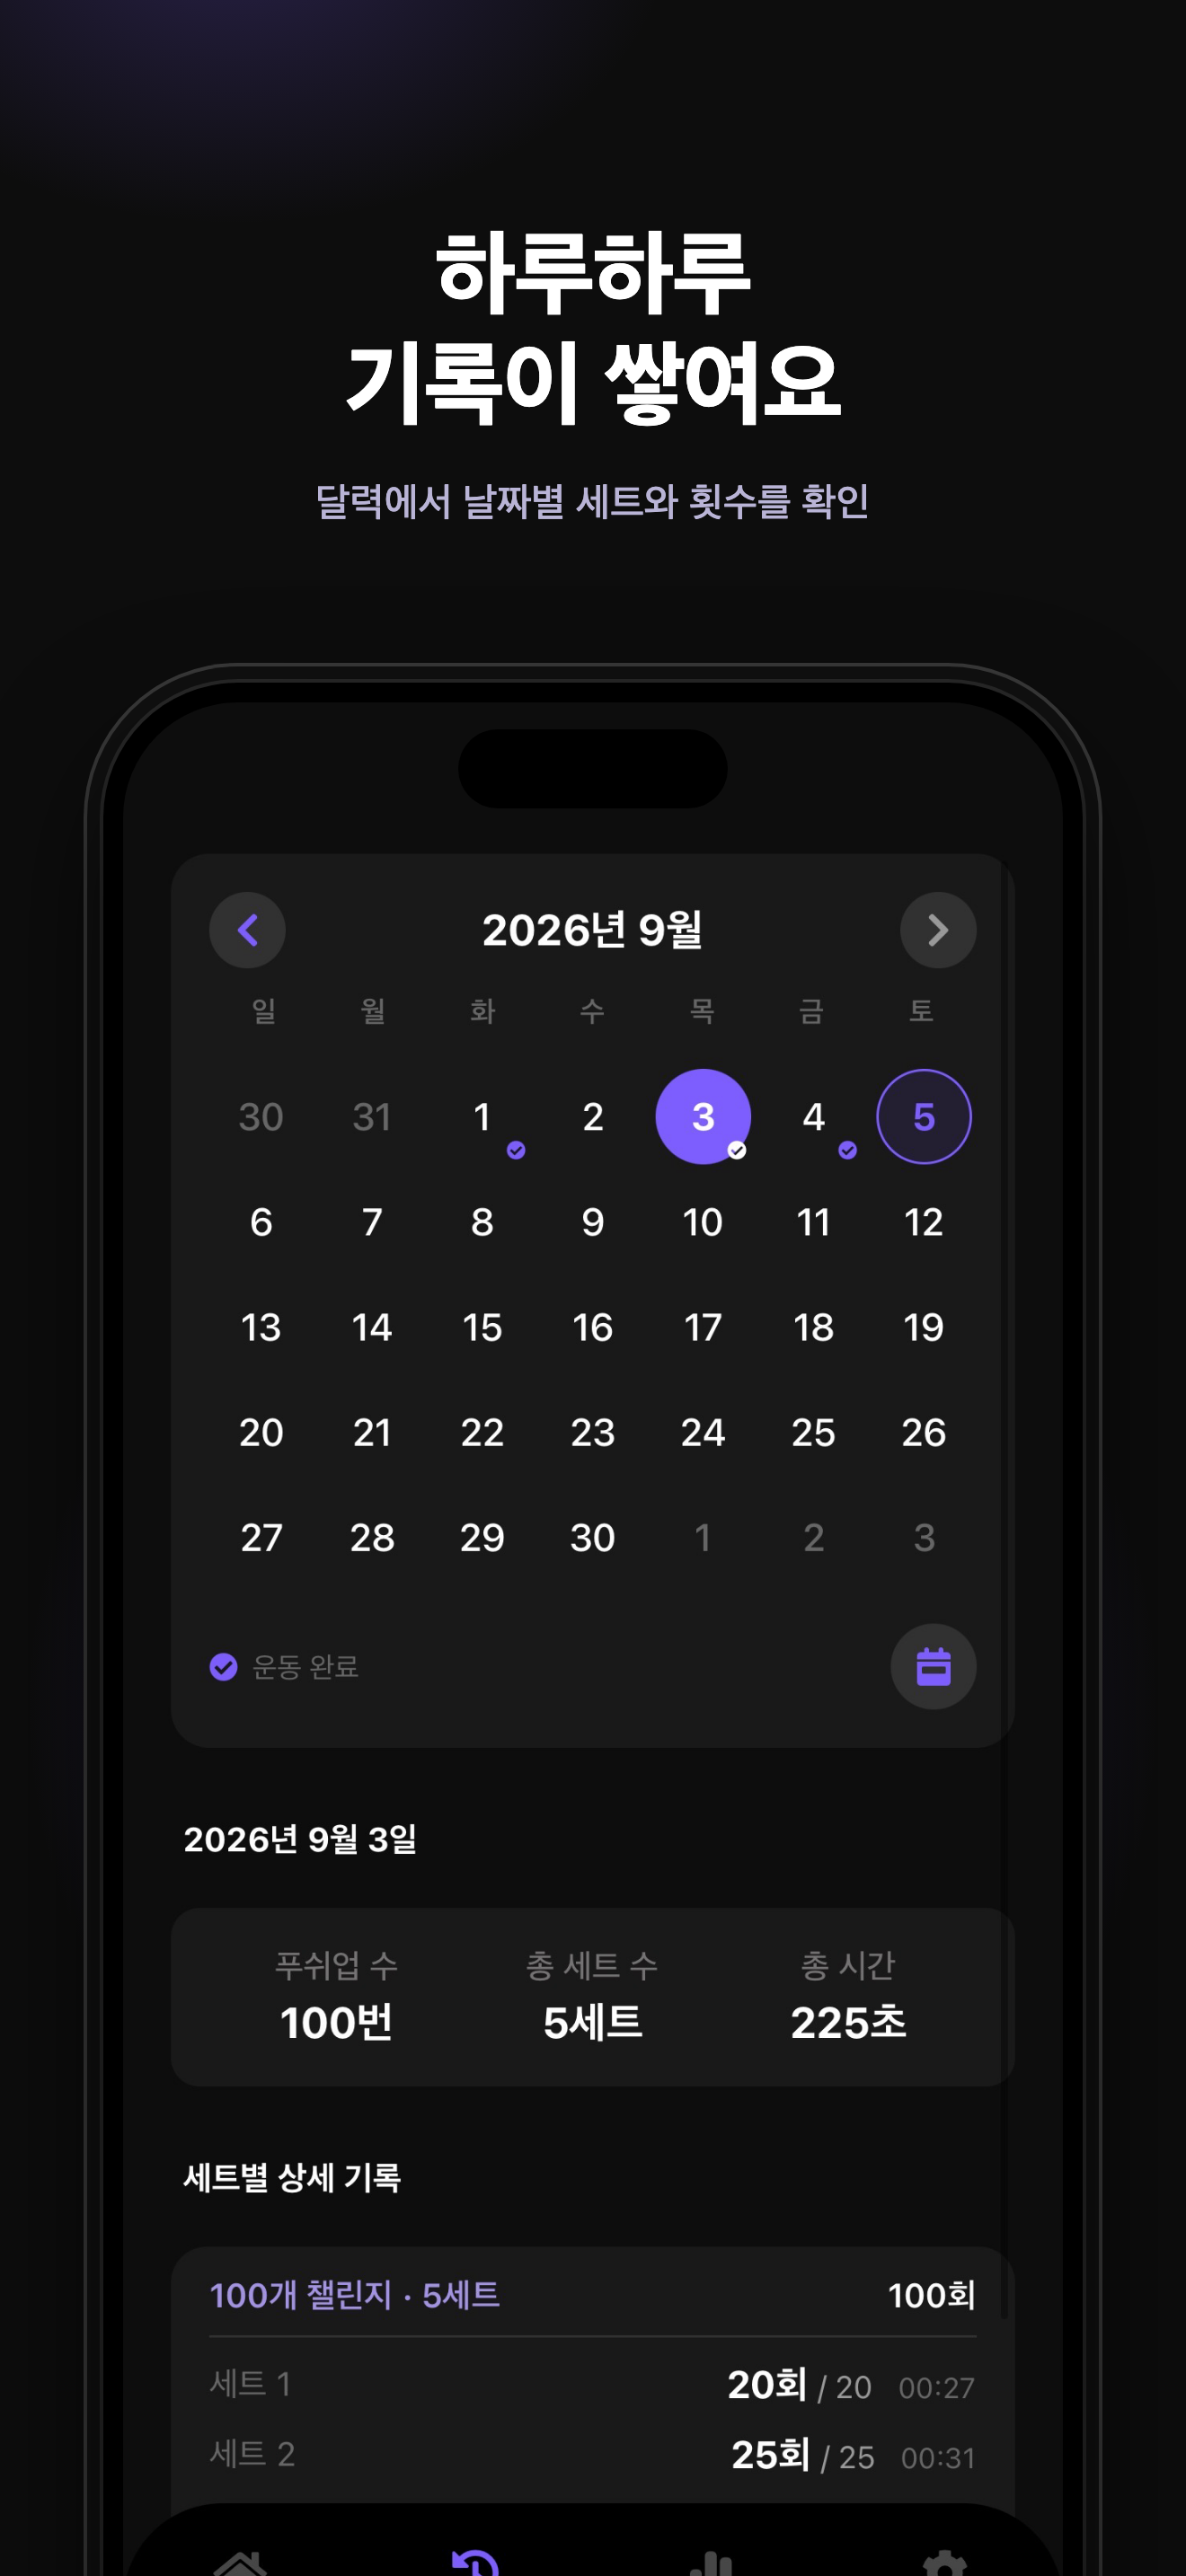 하루하루
기록이 쌓여요
달력에서 날짜별 세트와 횟수를 확인
2026년 9월
일 월 화 수 목 금 토
30 31 1 2 3 4 5
6 7 8 9 10 11 12
13 14 15 16 17 18 19
20 21 22 23 24 25 26
27 28 29 30 1 2 3
운동 완료
2026년 9월 3일
푸쉬업 수 총 세트 수 총 시간
100번 5세트 225초
세트별 상세 기록
100개 챌린지 · 5세트 100회
세트 1 20회 / 20 00:27
세트 2 25회 / 25 00:31